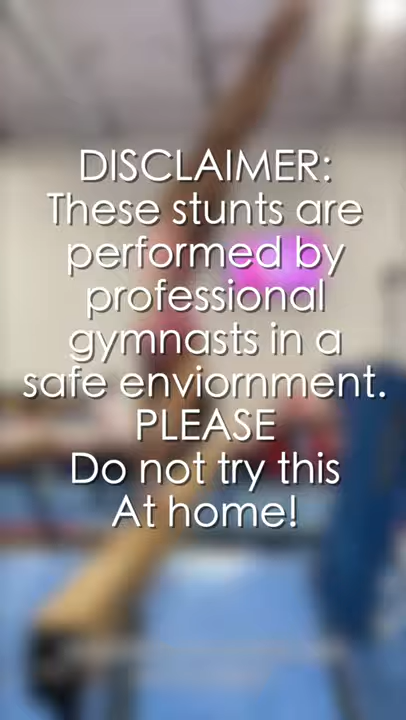 DISCLAIMER:
These stunts are
performed by
professional
gymnasts in a
safe enviornment.
PLEASE
Do not try this
At home!